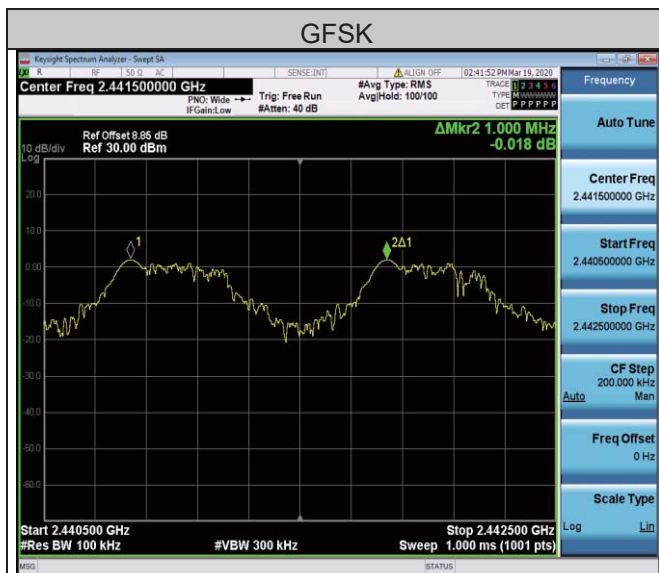 GFSK
Keysight Spectrum Analyzer - Swept SA
LXI R RF 50 Ω AC SENSE:INT ALIGN OFF 02:41:52 PM Mar 19, 2020
Center Freq 2.441500000 GHz
PNO: Wide
IFGain:Low
Trig: Free Run
#Atten: 40 dB
#Avg Type: RMS
Avg|Hold: 100/100
TRACE 1 2 3 4 5 6
TYPE M WWWWW
DET P P P P P P
Ref Offset 8.85 dB
10 dB/div Ref 30.00 dBm
Log
ΔMkr2 1.000 MHz
-0.018 dB
20.0
10.0
0.00
-10.0
-20.0
-30.0
-40.0
-50.0
-60.0
1
2Δ1
Start 2.440500 GHz Stop 2.442500 GHz
#Res BW 100 kHz #VBW 300 kHz Sweep 1.000 ms (1001 pts)
MSG STATUS
Frequency
Auto Tune
Center Freq
2.441500000 GHz
Start Freq
2.440500000 GHz
Stop Freq
2.442500000 GHz
CF Step
200.000 kHz
Auto Man
Freq Offset
0 Hz
Scale Type
Log Lin